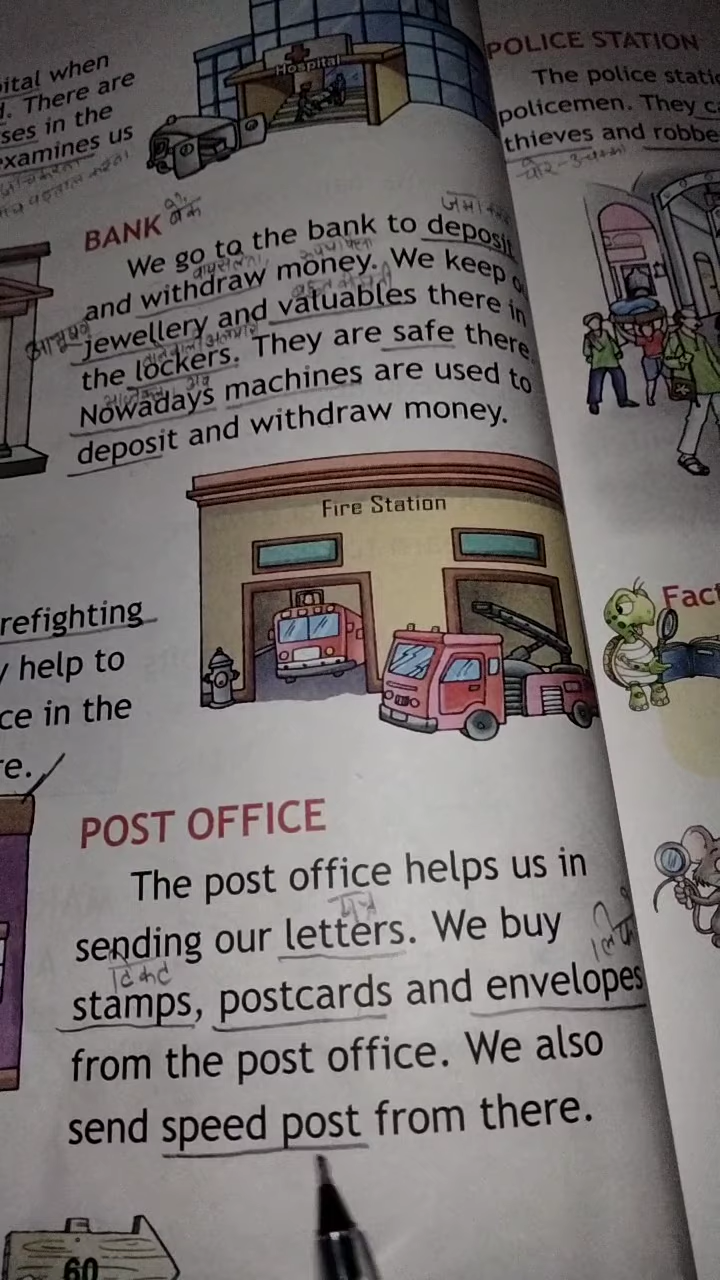 ital when
. There are
ses in the
xamines us
Hospital
BANK बैंक
We go to the bank to deposit
and withdraw money. We keep
jewellery and valuables there in
the lockers. They are safe there.
Nowadays machines are used to
deposit and withdraw money.
Fire Station
refighting
help to
ce in the
re.
POST OFFICE
The post office helps us in
sending our letters. We buy
stamps, postcards and envelopes
from the post office. We also
send speed post from there.
60
POLICE STATION
The police stati
policemen. They c
thieves and robbe
Fact